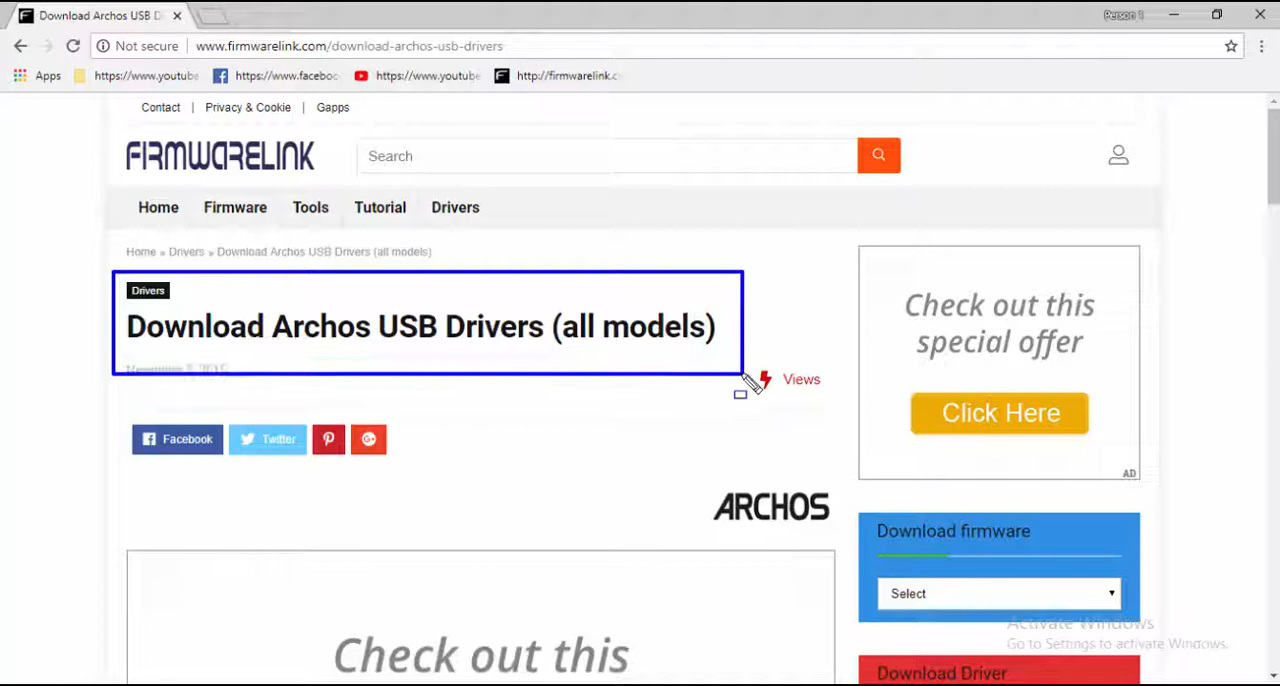 Download Archos USB D
Person 1
Not secure
www.firmwarelink.com/download-archos-usb-drivers
Apps
https://www.youtube
https://www.faceboo
https://www.youtube
http://firmwarelink.c
Contact | Privacy & Cookie | Gapps
FIRMWARELINK
Search
Home Firmware Tools Tutorial Drivers
Home » Drivers » Download Archos USB Drivers (all models)
Drivers
Download Archos USB Drivers (all models)
Views
Facebook
Twitter
ARCHOS
Check out this
Check out this
special offer
Click Here
AD
Download firmware
Select
Activate Windows
Go to Settings to activate Windows.
Download Driver